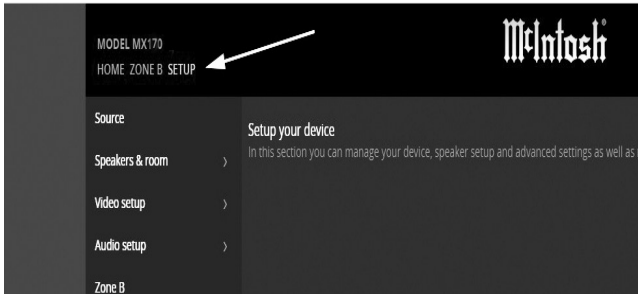 MODEL MX170
HOME ZONE B SETUP
McIntosh
Source
Speakers & room
Video setup
Audio setup
Zone B
Setup your device
In this section you can manage your device, speaker setup and advanced settings as well as